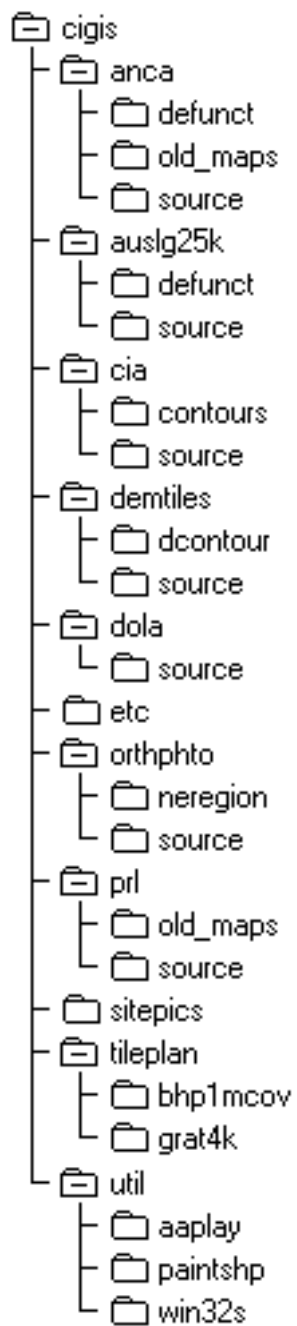 cigis
anca
defunct
old_maps
source
auslg25k
defunct
source
cia
contours
source
demtiles
dcontour
source
dola
source
etc
orthphto
neregion
source
prl
old_maps
source
sitepics
tileplan
bhp1mcov
grat4k
util
aaplay
paintshp
win32s